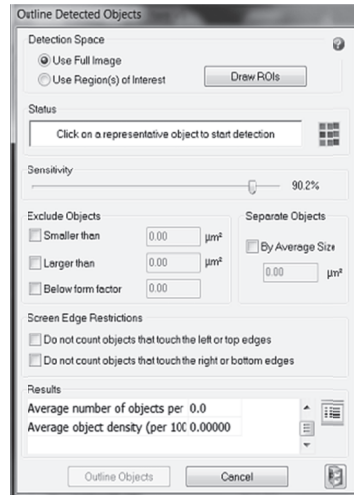 Outline Detected Objects
Detection Space
Use Full Image
Use Region(s) of Interest
Draw ROIs
Status
Click on a representative object to start detection
Sensitivity
90.2%
Exclude Objects
Smaller than 0.00 µm²
Larger than 0.00 µm²
Below form factor 0.00
Separate Objects
By Average Size
0.00 µm²
Screen Edge Restrictions
Do not count objects that touch the left or top edges
Do not count objects that touch the right or bottom edges
Results
Average number of objects per 0.0
Average object density (per 100 0.00000
Outline Objects
Cancel